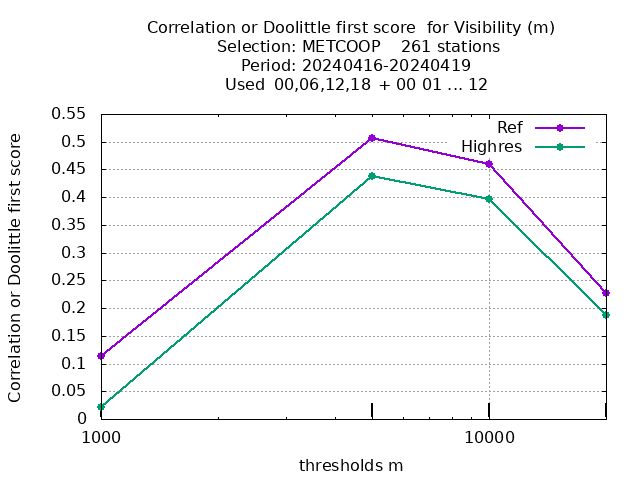 Correlation or Doolittle first score  for Visibility (m)
Selection: METCOOP    261 stations
Period: 20240416-20240419
Used  00,06,12,18 + 00 01 ... 12
Correlation or Doolittle first score
0.55
0.5
0.45
0.4
0.35
0.3
0.25
0.2
0.15
0.1
0.05
0
Ref
Highres
1000
10000
thresholds m